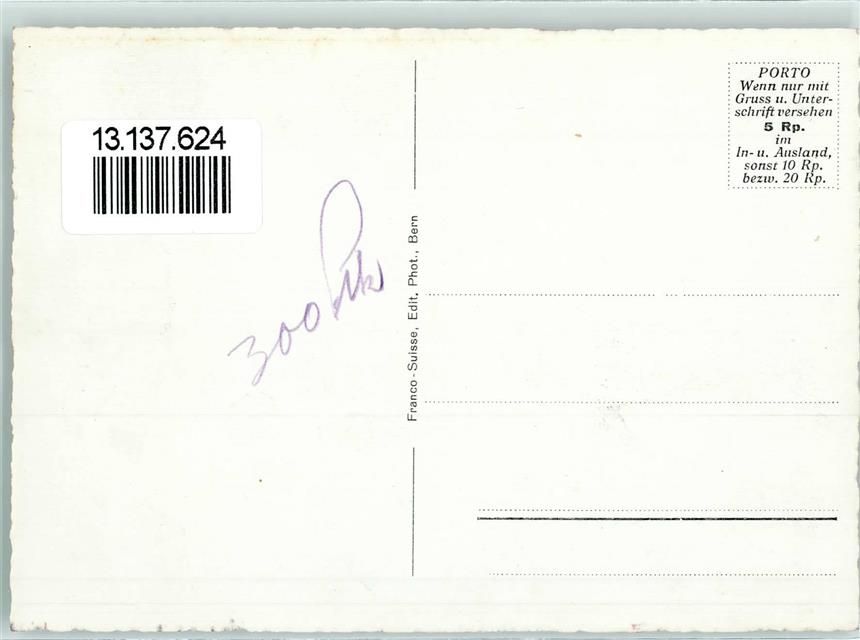 13.137.624
PORTO
Wenn nur mit
Gruss u. Unter-
schrift versehen
5 Rp.
im
In- u. Ausland,
sonst 10 Rp.
bezw. 20 Rp.
300
Franco-Suisse, Edit. Phot., Bern